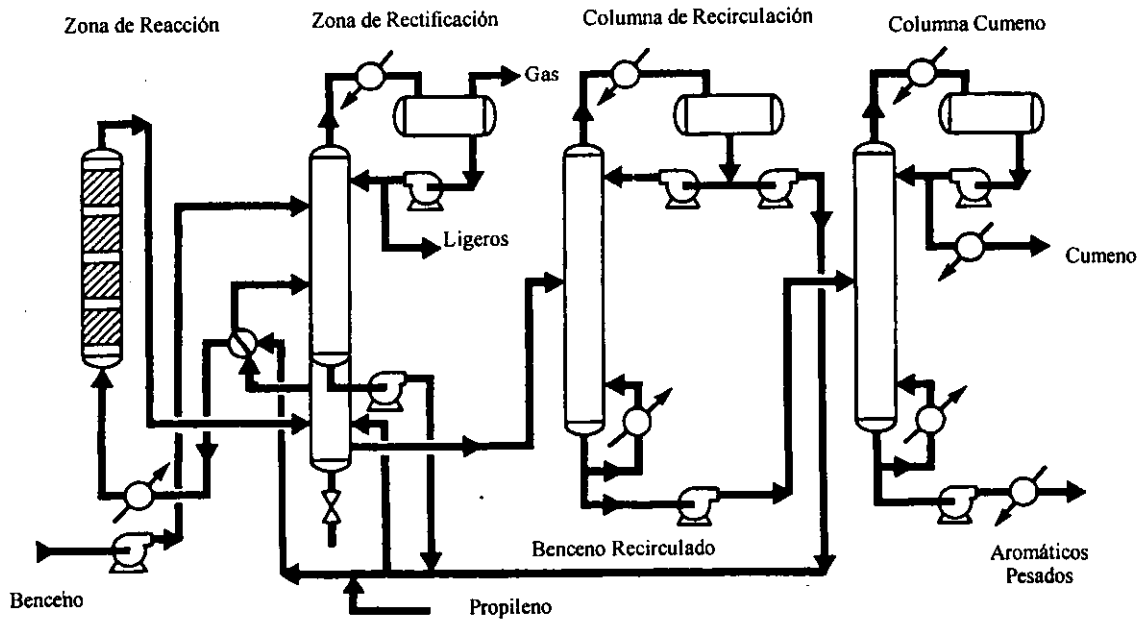 Zona de Reacción
Zona de Rectificación
Columna de Recirculación
Columna Cumeno
Gas
Ligeros
Cumeno
Benceno Recirculado
Aromáticos
Pesados
Benceno
Propileno